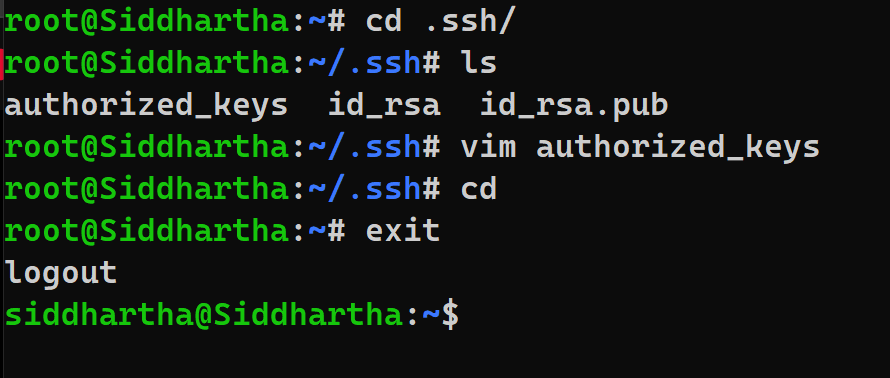 root@Siddhartha:~# cd .ssh/
root@Siddhartha:~/.ssh# ls
authorized_keys  id_rsa  id_rsa.pub
root@Siddhartha:~/.ssh# vim authorized_keys
root@Siddhartha:~/.ssh# cd
root@Siddhartha:~# exit
logout
siddhartha@Siddhartha:~$